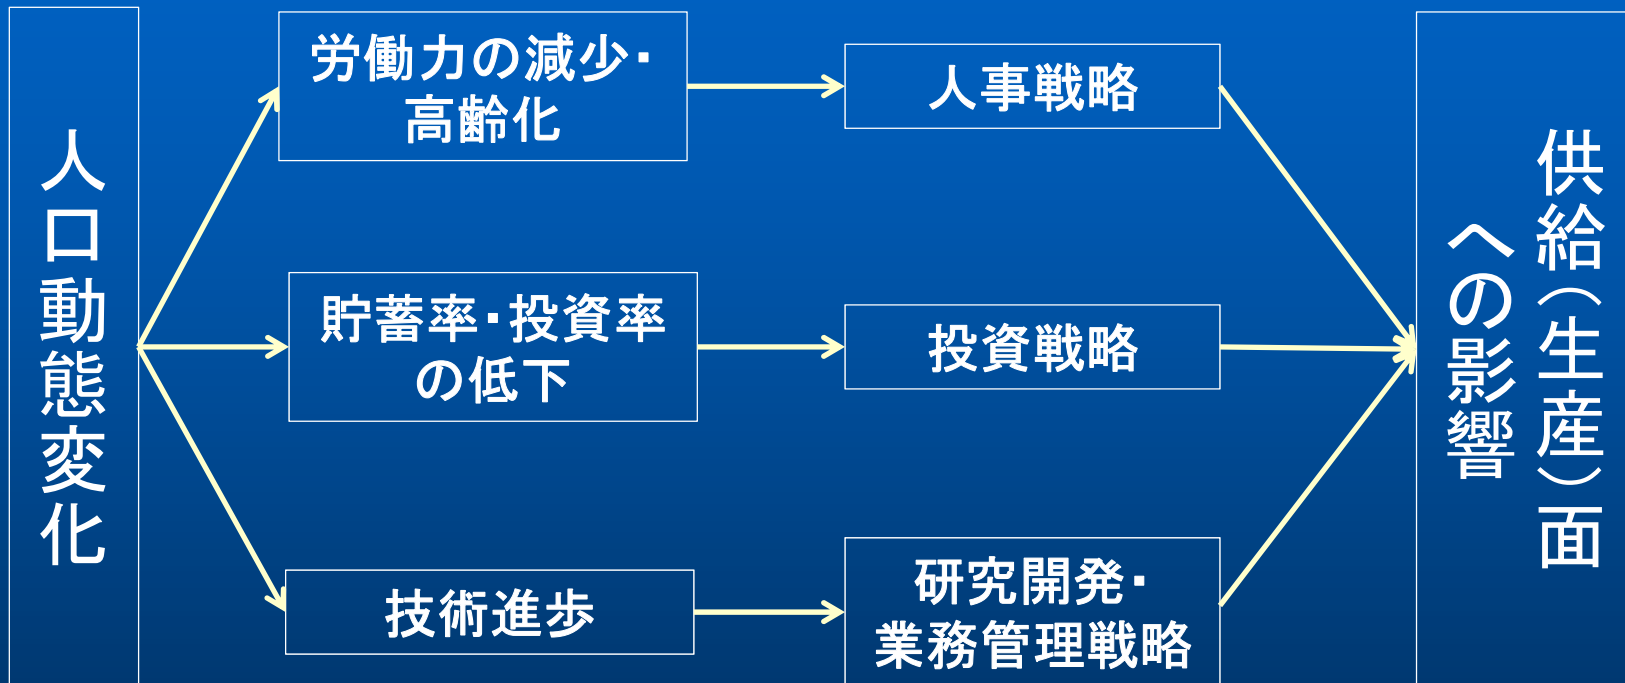 人口動態変化
労働力の減少・
高齢化
人事戦略
貯蓄率・投資率
の低下
投資戦略
技術進歩
研究開発・
業務管理戦略
供給（生産）面
への影響